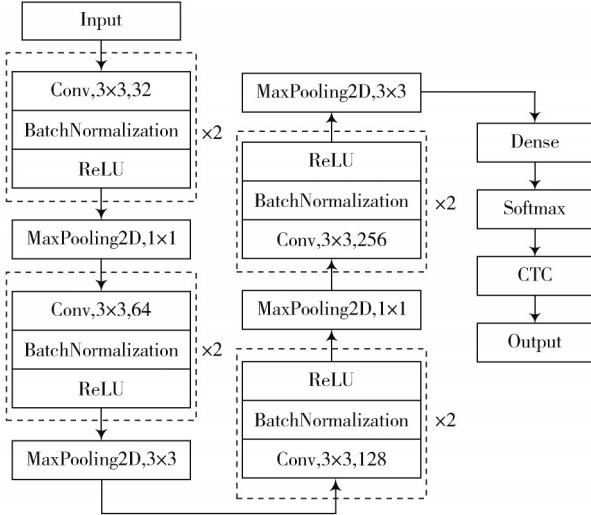 Input
Conv,3×3,32
BatchNormalization
ReLU
×2
MaxPooling2D,1×1
Conv,3×3,64
BatchNormalization
ReLU
×2
MaxPooling2D,3×3
Conv,3×3,128
BatchNormalization
ReLU
×2
MaxPooling2D,1×1
Conv,3×3,256
BatchNormalization
ReLU
×2
MaxPooling2D,3×3
Dense
Softmax
CTC
Output